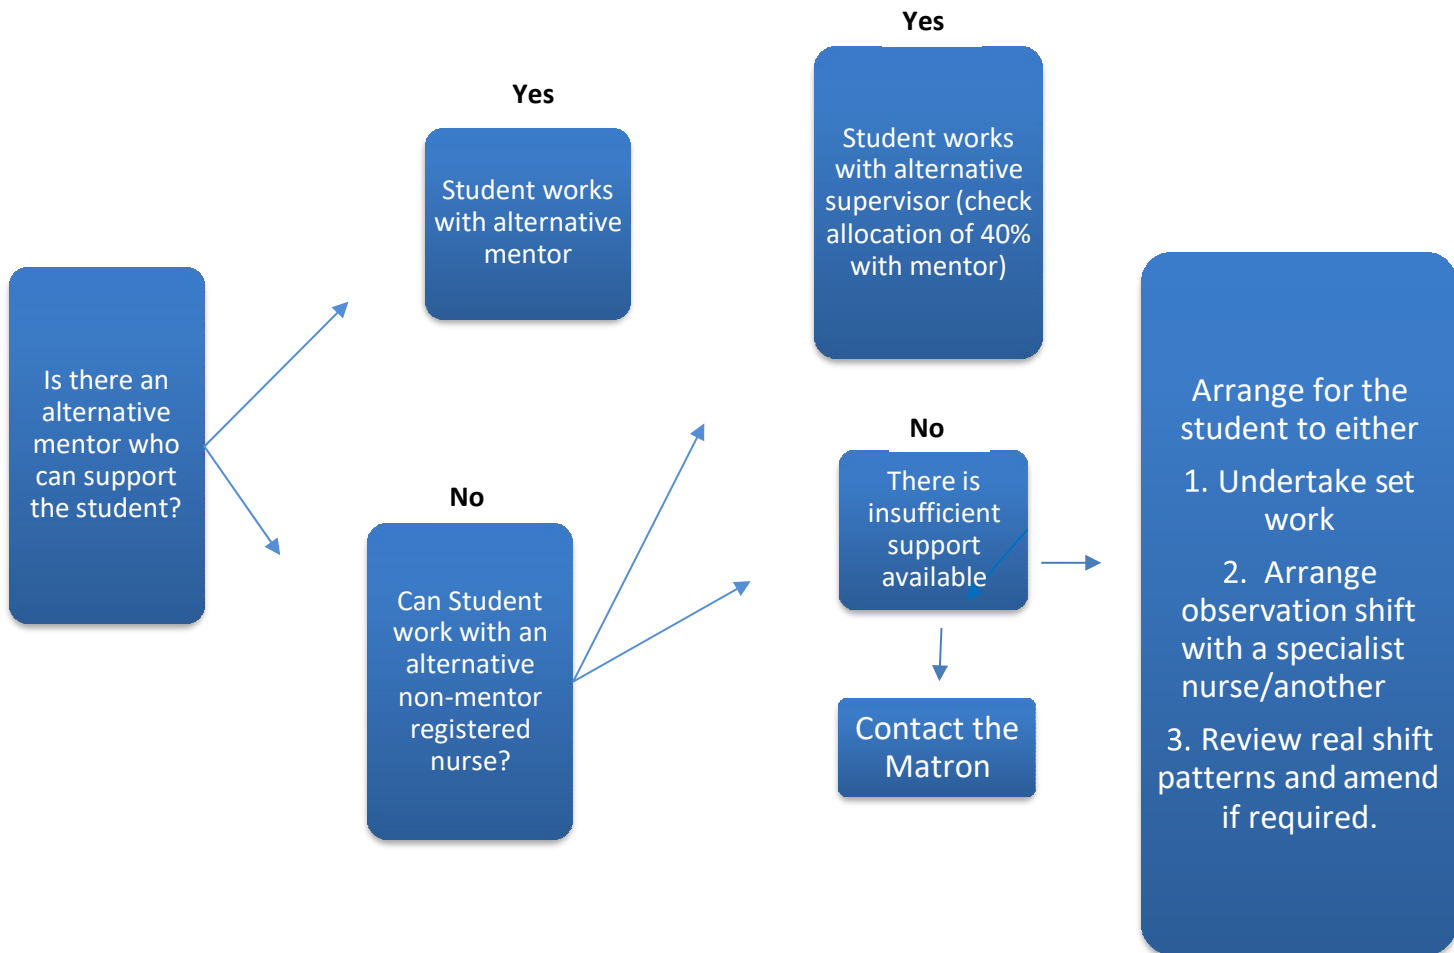 Is there an
alternative
mentor who
can support
the student?
Yes
Student works
with alternative
mentor
No
Can Student
work with an
alternative
non-mentor
registered
nurse?
Yes
Student works
with alternative
supervisor (check
allocation of 40%
with mentor)
No
There is
insufficient
support
available
Contact the
Matron
Arrange for the
student to either
1. Undertake set
work
2. Arrange
observation shift
with a specialist
nurse/another
3. Review real shift
patterns and amend
if required.